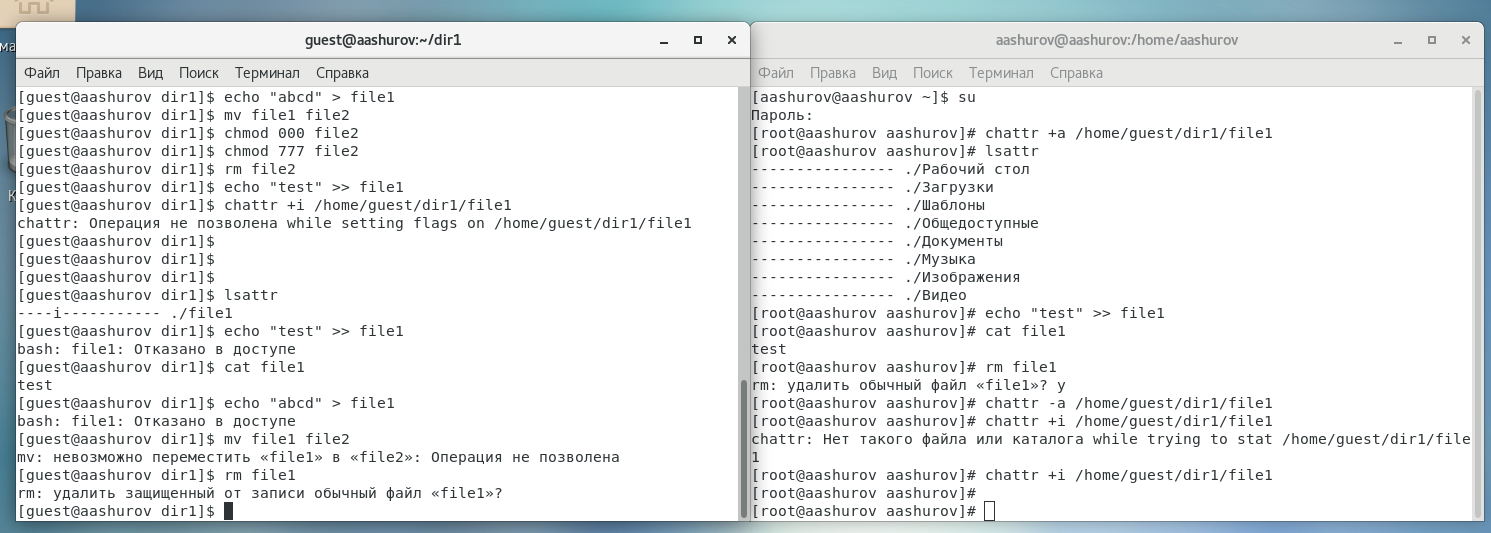 guest@aashurov:~/dir1
Файл Правка Вид Поиск Терминал Справка
[guest@aashurov dir1]$ echo "abcd" > file1
[guest@aashurov dir1]$ mv file1 file2
[guest@aashurov dir1]$ chmod 000 file2
[guest@aashurov dir1]$ chmod 777 file2
[guest@aashurov dir1]$ rm file2
[guest@aashurov dir1]$ echo "test" >> file1
[guest@aashurov dir1]$ chattr +i /home/guest/dir1/file1
chattr: Операция не позволена while setting flags on /home/guest/dir1/file1
[guest@aashurov dir1]$
[guest@aashurov dir1]$
[guest@aashurov dir1]$
[guest@aashurov dir1]$ lsattr
----i----------- ./file1
[guest@aashurov dir1]$ echo "test" >> file1
bash: file1: Отказано в доступе
[guest@aashurov dir1]$ cat file1
test
[guest@aashurov dir1]$ echo "abcd" > file1
bash: file1: Отказано в доступе
[guest@aashurov dir1]$ mv file1 file2
mv: невозможно переместить «file1» в «file2»: Операция не позволена
[guest@aashurov dir1]$ rm file1
rm: удалить защищенный от записи обычный файл «file1»?
[guest@aashurov dir1]$
aashurov@aashurov:/home/aashurov
Файл Правка Вид Поиск Терминал Справка
[aashurov@aashurov ~]$ su
Пароль:
[root@aashurov aashurov]# chattr +a /home/guest/dir1/file1
[root@aashurov aashurov]# lsattr
---------------- ./Рабочий стол
---------------- ./Загрузки
---------------- ./Шаблоны
---------------- ./Общедоступные
---------------- ./Документы
---------------- ./Музыка
---------------- ./Изображения
---------------- ./Видео
[root@aashurov aashurov]# echo "test" >> file1
[root@aashurov aashurov]# cat file1
test
[root@aashurov aashurov]# rm file1
rm: удалить обычный файл «file1»? y
[root@aashurov aashurov]# chattr -a /home/guest/dir1/file1
[root@aashurov aashurov]# chattr +i /home/guest/dir1/file1
chattr: Нет такого файла или каталога while trying to stat /home/guest/dir1/file
1
[root@aashurov aashurov]# chattr +i /home/guest/dir1/file1
[root@aashurov aashurov]#
[root@aashurov aashurov]#